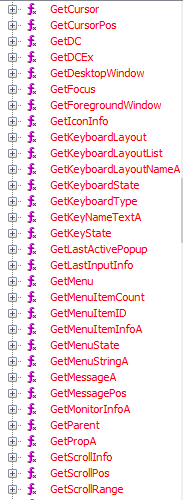 GetCursor
GetCursorPos
GetDC
GetDCEx
GetDesktopWindow
GetFocus
GetForegroundWindow
GetIconInfo
GetKeyboardLayout
GetKeyboardLayoutList
GetKeyboardLayoutNameA
GetKeyboardState
GetKeyboardType
GetKeyNameTextA
GetKeyState
GetLastActivePopup
GetLastInputInfo
GetMenu
GetMenuItemCount
GetMenuItemID
GetMenuItemInfoA
GetMenuState
GetMenuStringA
GetMessageA
GetMessagePos
GetMonitorInfoA
GetParent
GetPropA
GetScrollInfo
GetScrollPos
GetScrollRange